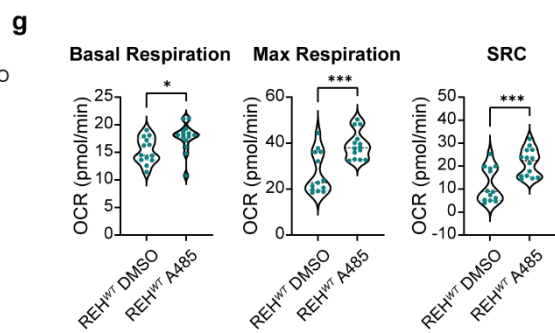 g
O
Basal Respiration
Max Respiration
SRC
*
***
***
OCR (pmol/min)
25
20
15
10
5
0
REH^WT DMSO
REH^WT A485
OCR (pmol/min)
60
40
20
0
REH^WT DMSO
REH^WT A485
OCR (pmol/min)
50
40
30
20
10
0
-10
REH^WT DMSO
REH^WT A485